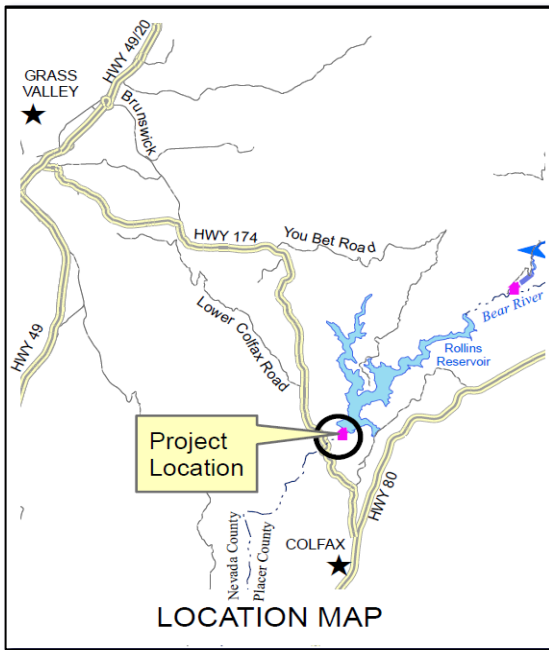 HWY 49/20
GRASS
VALLEY
Brunswick
HWY 174
You Bet Road
Lower Colfax Road
Bear River
Rollins
Reservoir
HWY 49
Project
Location
HWY 80
Nevada County
Placer County
COLFAX
LOCATION MAP